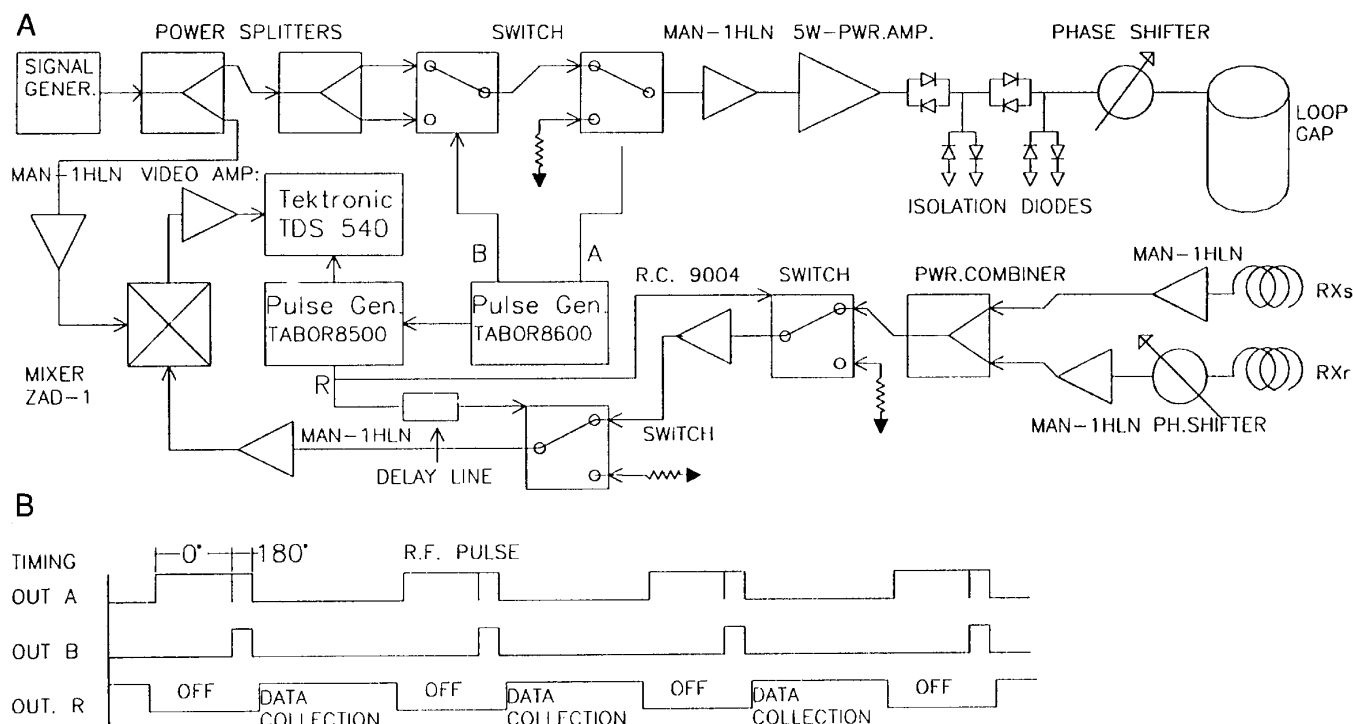 A
POWER SPLITTERS
SWITCH
MAN-1HLN 5W-PWR.AMP.
PHASE SHIFTER
SIGNAL
GENER.
LOOP
GAP
MAN-1HLN VIDEO AMP:
Tektronic
TDS 540
ISOLATION DIODES
B
A
MAN-1HLN
R.C. 9004
SWITCH
PWR.COMBINER
RXs
Pulse Gen.
TABOR8500
Pulse Gen.
TABOR8600
MIXER
ZAD-1
R
RXr
MAN-1HLN PH.SHIFTER
MAN-1HLN
SWITCH
DELAY LINE
B
TIMING
0° 180°
R.F. PULSE
OUT A
OUT B
OUT. R
OFF
DATA
COLLECTION
OFF
DATA
COLLECTION
OFF
DATA
COLLECTION
OFF